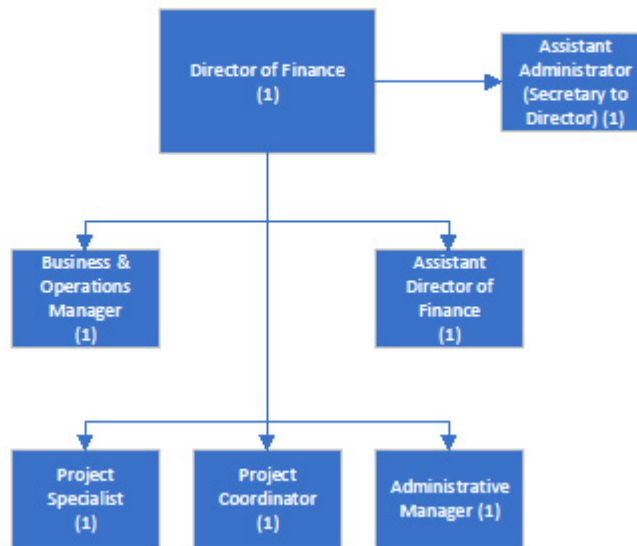 Director of Finance
(1)
Assistant
Administrator
(Secretary to
Director) (1)
Business &
Operations
Manager
(1)
Assistant
Director of
Finance
(1)
Project
Specialist
(1)
Project
Coordinator
(1)
Administrative
Manager (1)